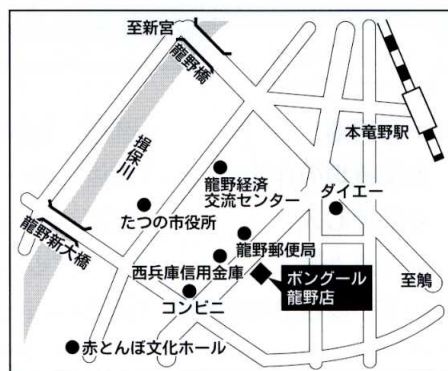 至新宮
龍野橋
本竜野駅
揖保川
龍野経済
交流センター
ダイエー
たつの市役所
龍野新大橋
龍野郵便局
西兵庫信用金庫
ボングール
龍野店
至鵤
コンビニ
赤とんぼ文化ホール